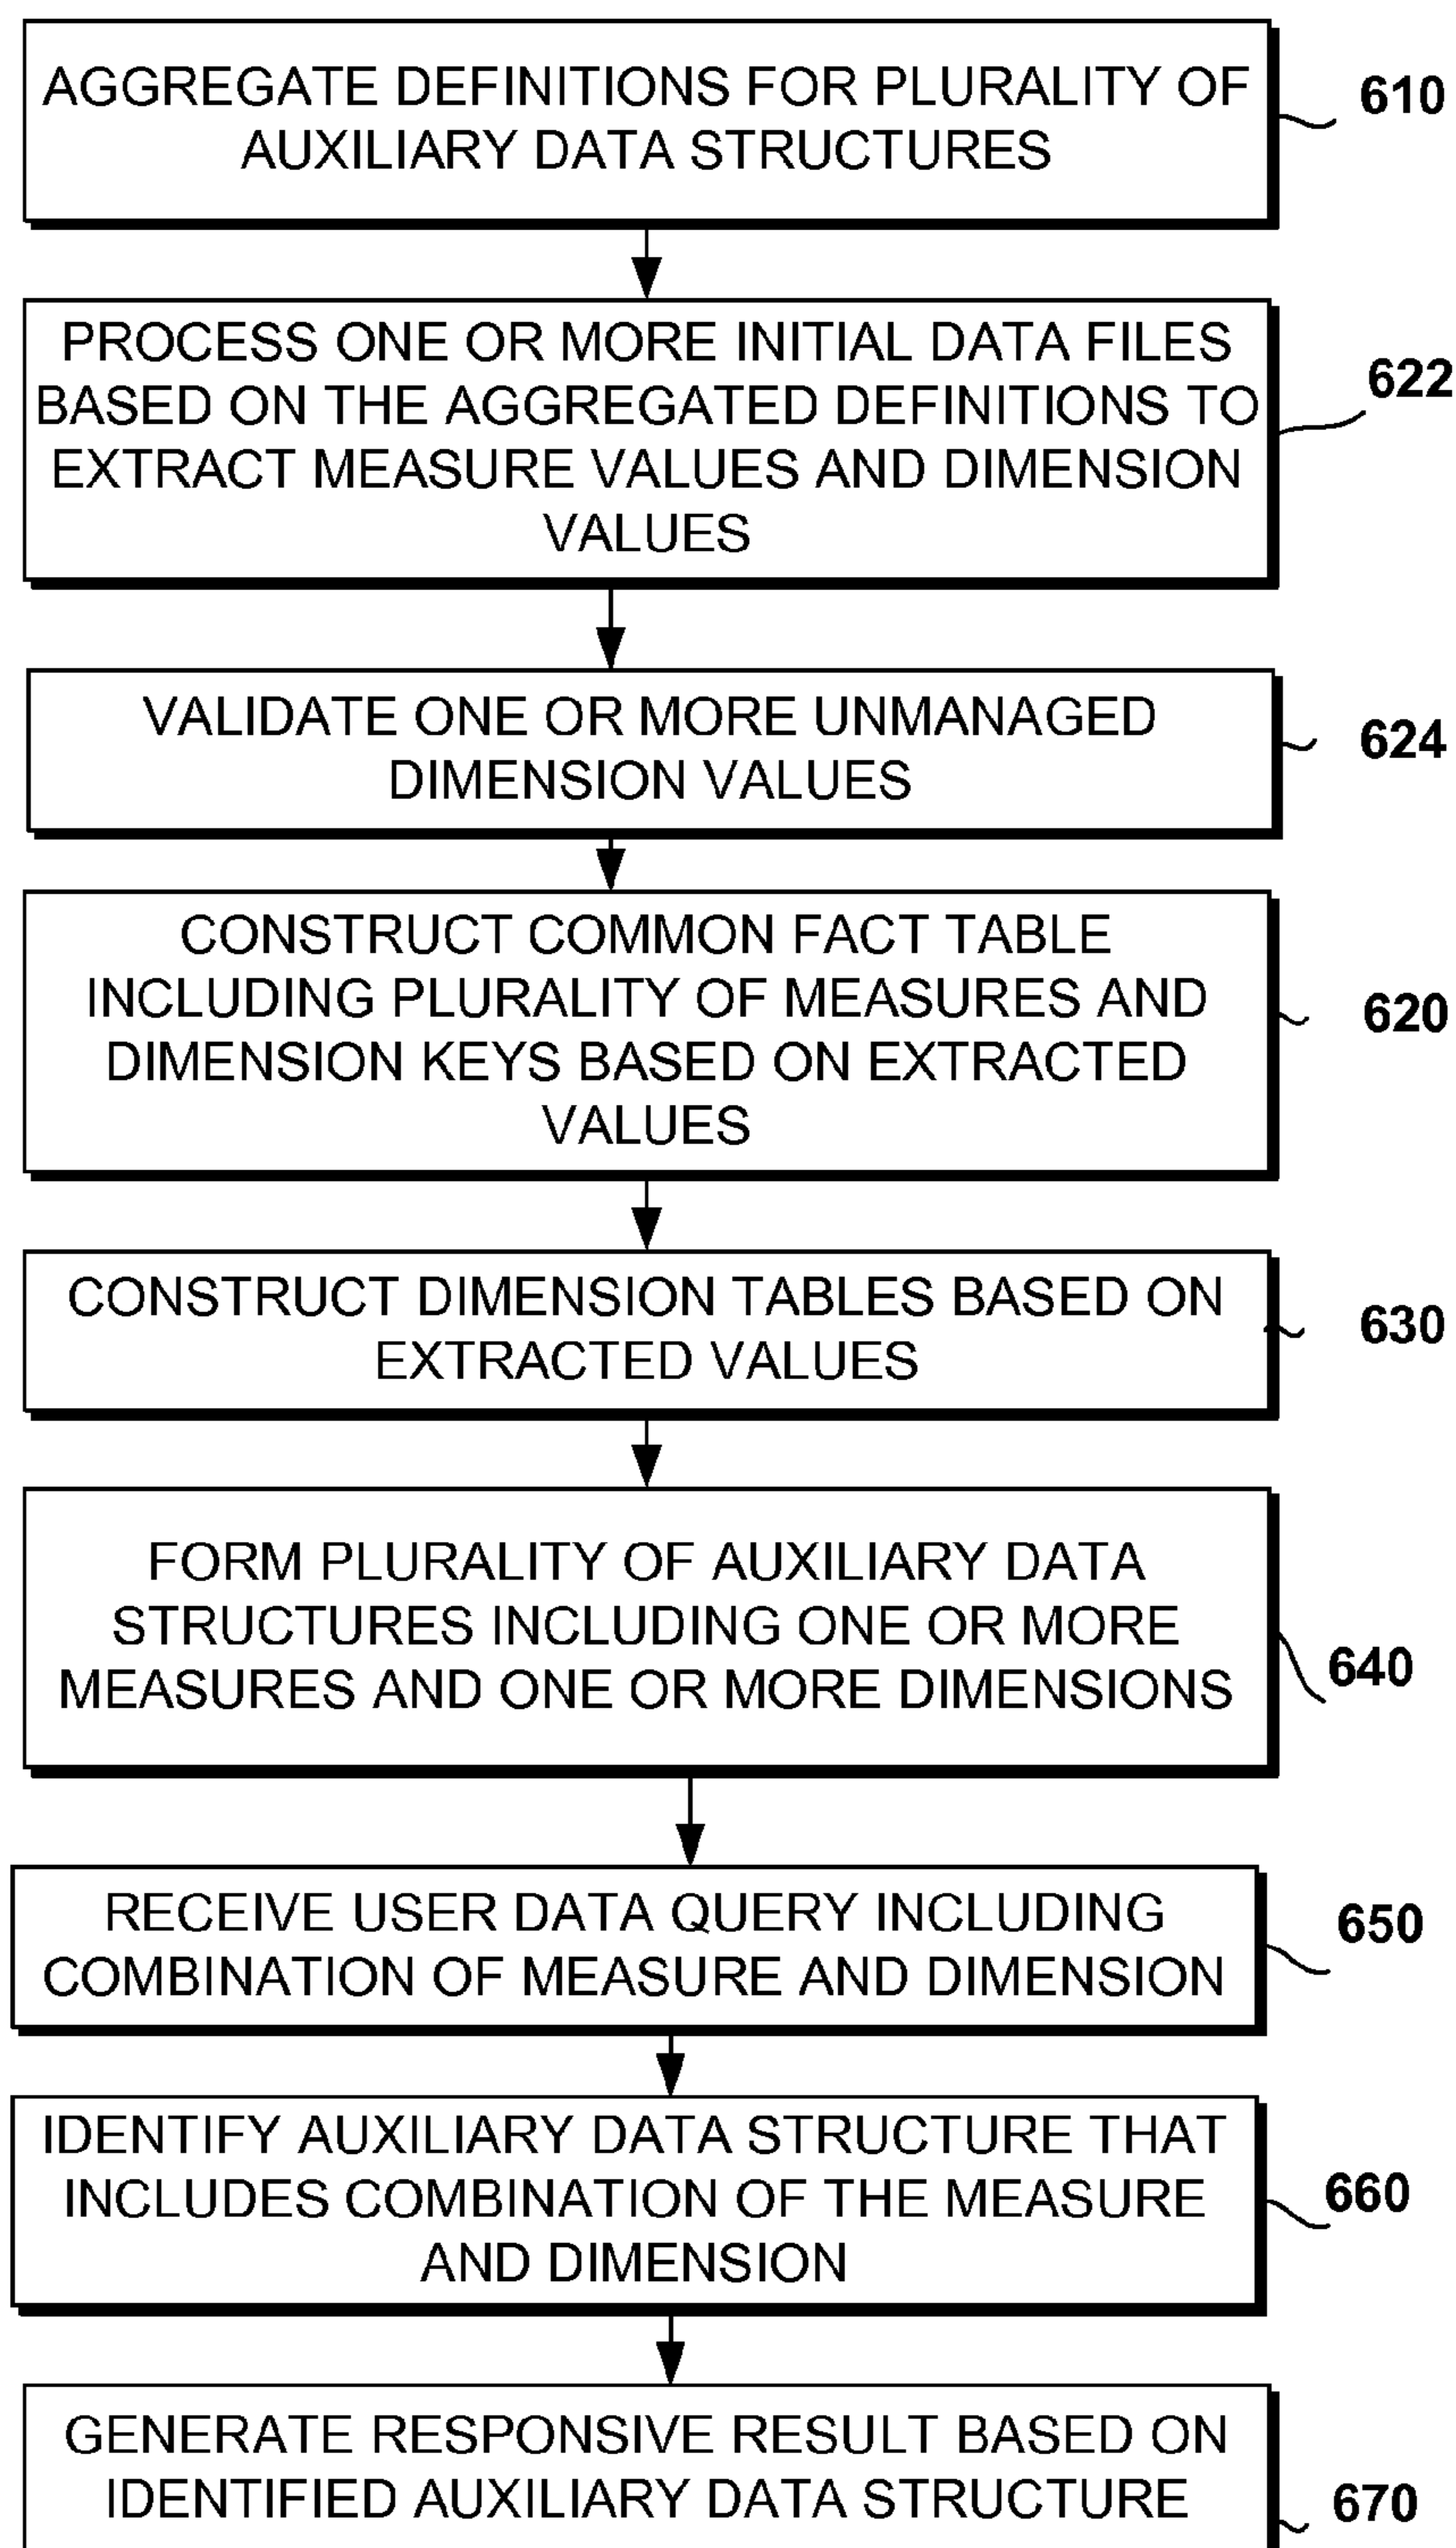 AGGREGATE DEFINITIONS FOR PLURALITY OF
AUXILIARY DATA STRUCTURES
610
PROCESS ONE OR MORE INITIAL DATA FILES
BASED ON THE AGGREGATED DEFINITIONS TO
EXTRACT MEASURE VALUES AND DIMENSION
VALUES
622
VALIDATE ONE OR MORE UNMANAGED
DIMENSION VALUES
624
CONSTRUCT COMMON FACT TABLE
INCLUDING PLURALITY OF MEASURES AND
DIMENSION KEYS BASED ON EXTRACTED
VALUES
620
CONSTRUCT DIMENSION TABLES BASED ON
EXTRACTED VALUES
630
FORM PLURALITY OF AUXILIARY DATA
STRUCTURES INCLUDING ONE OR MORE
MEASURES AND ONE OR MORE DIMENSIONS
640
RECEIVE USER DATA QUERY INCLUDING
COMBINATION OF MEASURE AND DIMENSION
650
IDENTIFY AUXILIARY DATA STRUCTURE THAT
INCLUDES COMBINATION OF THE MEASURE
AND DIMENSION
660
GENERATE RESPONSIVE RESULT BASED ON
IDENTIFIED AUXILIARY DATA STRUCTURE
670